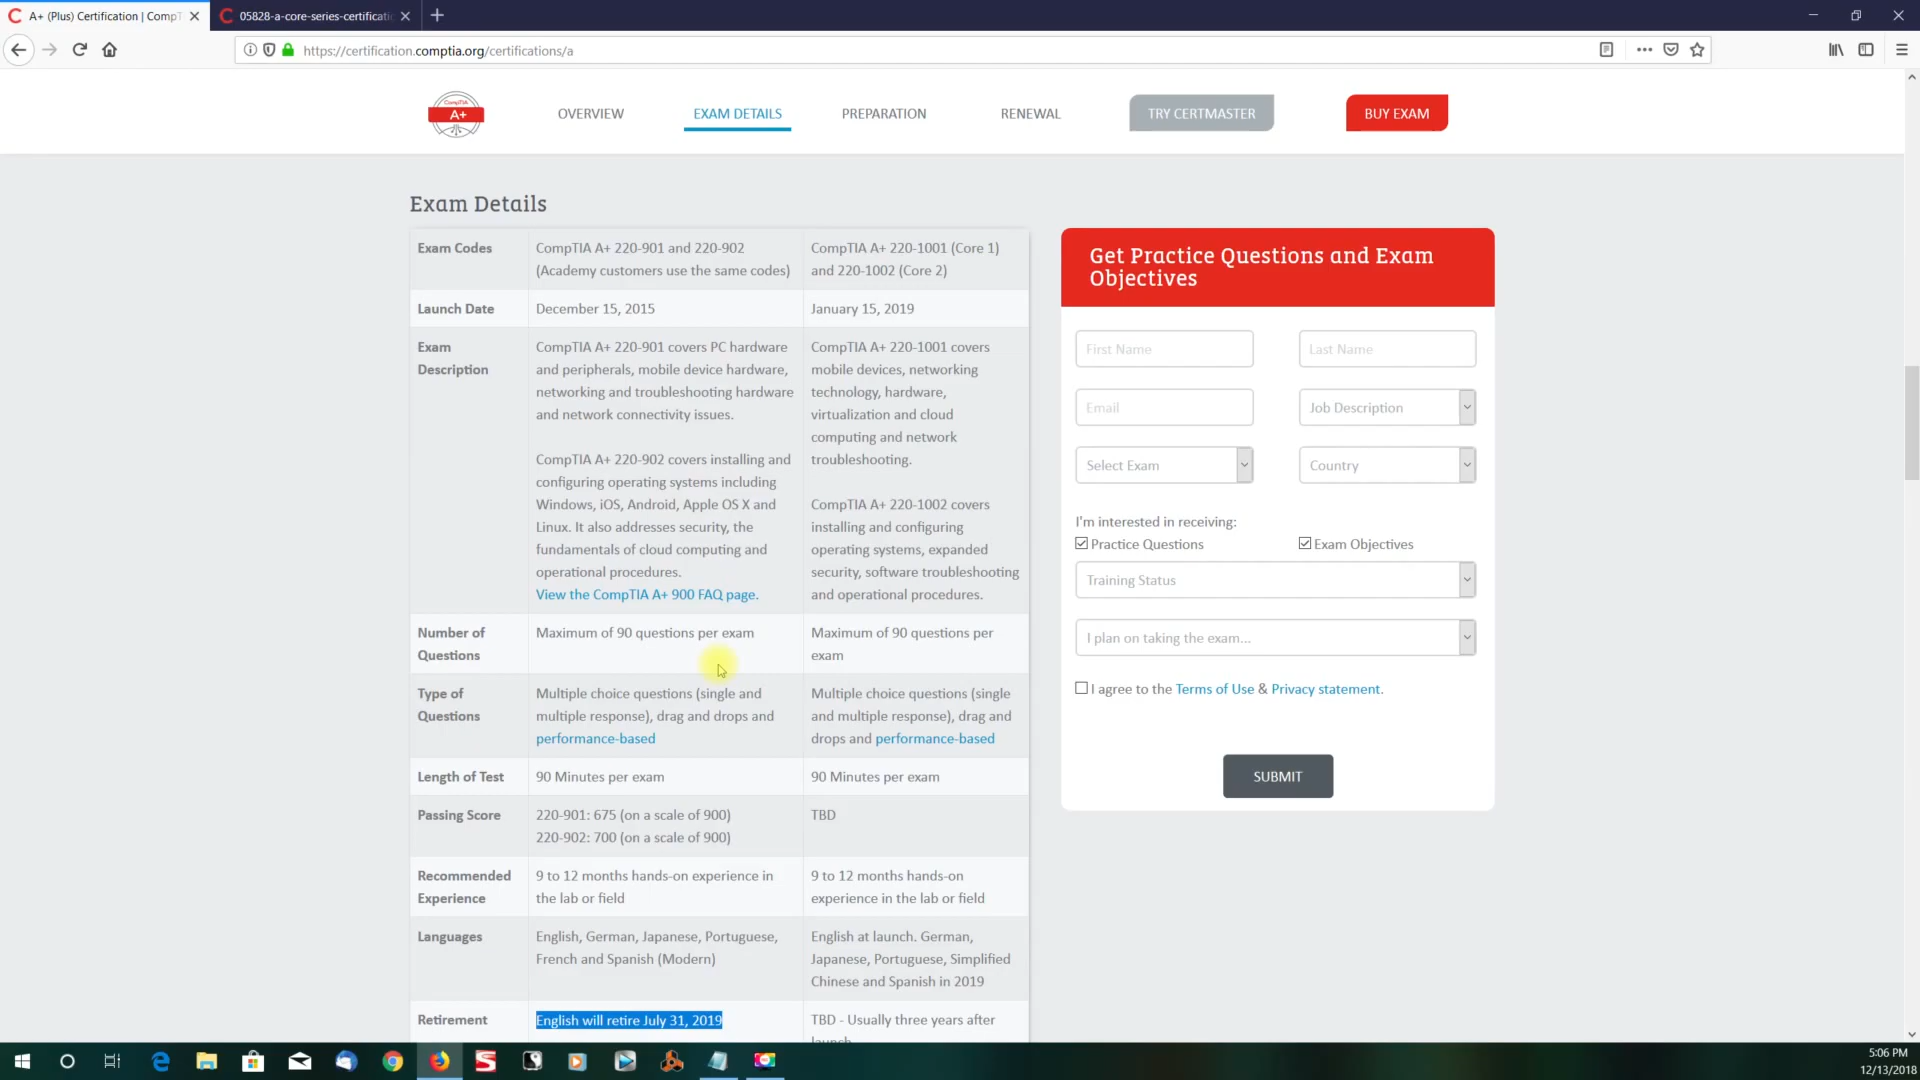 A+ (Plus) Certification | CompT
05828-a-core-series-certificatio
https://certification.comptia.org/certifications/a
CompTIA
A+
OVERVIEW
EXAM DETAILS
PREPARATION
RENEWAL
TRY CERTMASTER
BUY EXAM
Exam Details
Exam Codes
CompTIA A+ 220-901 and 220-902
(Academy customers use the same codes)
CompTIA A+ 220-1001 (Core 1)
and 220-1002 (Core 2)
Launch Date
December 15, 2015
January 15, 2019
Exam
Description
CompTIA A+ 220-901 covers PC hardware
and peripherals, mobile device hardware,
networking and troubleshooting hardware
and network connectivity issues.
CompTIA A+ 220-902 covers installing and
configuring operating systems including
Windows, iOS, Android, Apple OS X and
Linux. It also addresses security, the
fundamentals of cloud computing and
operational procedures.
View the CompTIA A+ 900 FAQ page.
CompTIA A+ 220-1001 covers
mobile devices, networking
technology, hardware,
virtualization and cloud
computing and network
troubleshooting.
CompTIA A+ 220-1002 covers
installing and configuring
operating systems, expanded
security, software troubleshooting
and operational procedures.
Number of
Questions
Maximum of 90 questions per exam
Maximum of 90 questions per
exam
Type of
Questions
Multiple choice questions (single and
multiple response), drag and drops and
performance-based
Multiple choice questions (single
and multiple response), drag and
drops and performance-based
Length of Test
90 Minutes per exam
90 Minutes per exam
Passing Score
220-901: 675 (on a scale of 900)
220-902: 700 (on a scale of 900)
TBD
Recommended
Experience
9 to 12 months hands-on experience in
the lab or field
9 to 12 months hands-on
experience in the lab or field
Languages
English, German, Japanese, Portuguese,
French and Spanish (Modern)
English at launch. German,
Japanese, Portuguese, Simplified
Chinese and Spanish in 2019
Retirement
English will retire July 31, 2019
TBD - Usually three years after
launch
Get Practice Questions and Exam
Objectives
First Name
Last Name
Email
Job Description
Select Exam
Country
I'm interested in receiving:
Practice Questions
Exam Objectives
Training Status
I plan on taking the exam...
I agree to the Terms of Use & Privacy statement.
SUBMIT
5:06 PM
12/13/2018